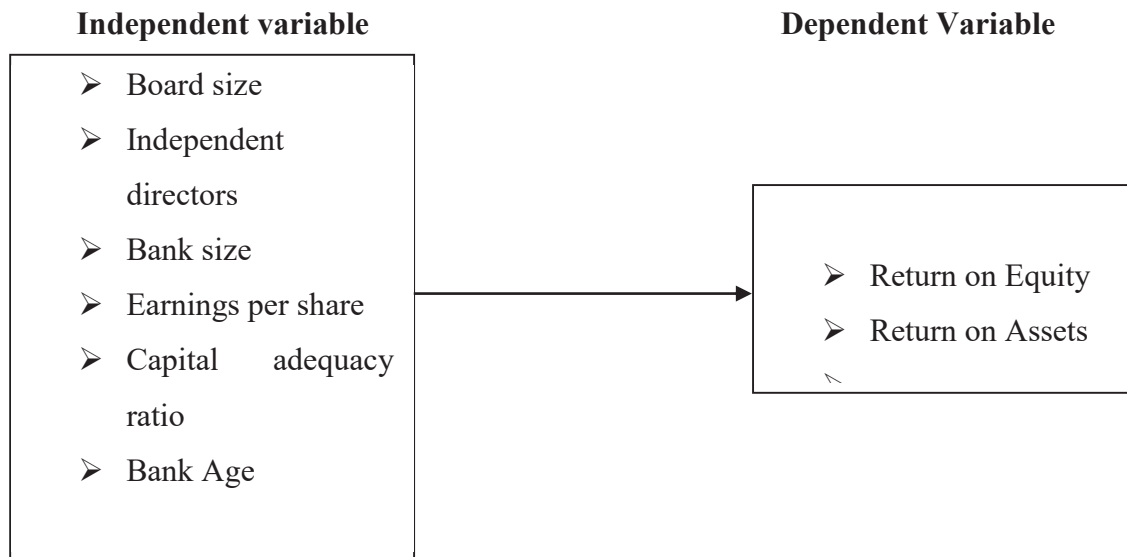 Independent variable
Dependent Variable
➢ Board size
➢ Independent
directors
➢ Bank size
➢ Earnings per share
➢ Capital adequacy
ratio
➢ Bank Age
➢ Return on Equity
➢ Return on Assets